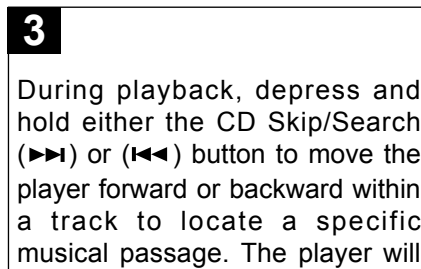 3
During playback, depress and
hold either the CD Skip/Search
(⏭) or (⏮) button to move the
player forward or backward within
a track to locate a specific
musical passage. The player will